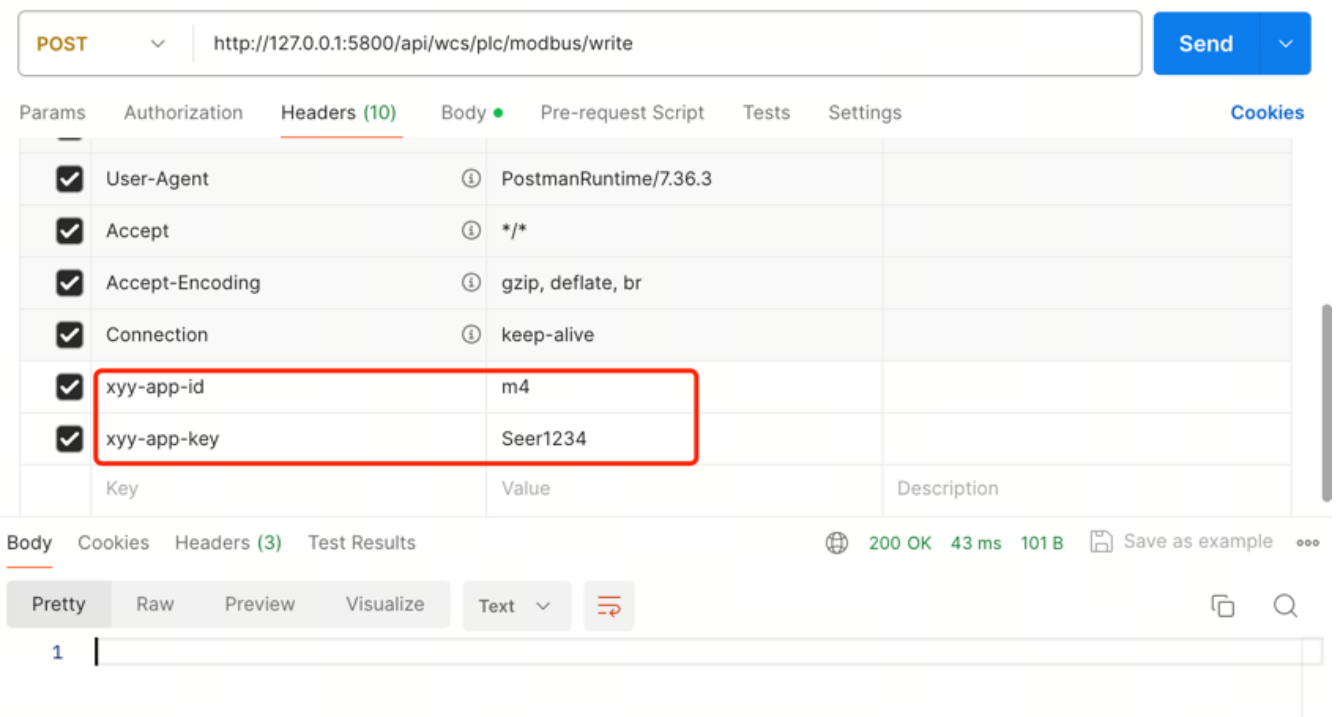 POST http://127.0.0.1:5800/api/wcs/plc/modbus/write Send
Params Authorization Headers (10) Body Pre-request Script Tests Settings Cookies
User-Agent PostmanRuntime/7.36.3
Accept */*
Accept-Encoding gzip, deflate, br
Connection keep-alive
xyy-app-id m4
xyy-app-key Seer1234
Key Value Description
Body Cookies Headers (3) Test Results 200 OK 43 ms 101 B Save as example
Pretty Raw Preview Visualize Text
1